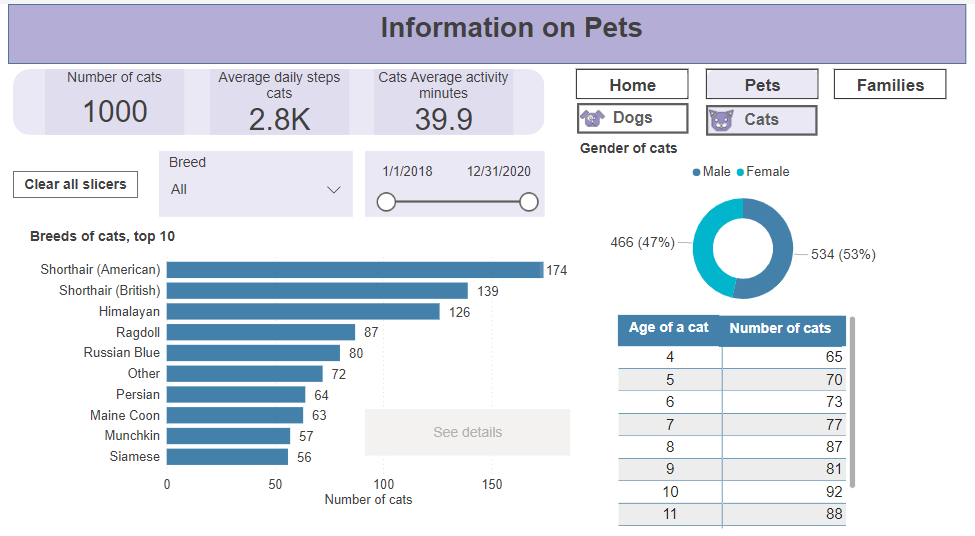 Information on Pets
Number of cats
1000
Average daily steps
cats
2.8K
Cats Average activity
minutes
39.9
Home
Pets
Families
Dogs
Cats
Clear all slicers
Breed
All
1/1/2018
12/31/2020
Gender of cats
Male
Female
466 (47%)
534 (53%)
Breeds of cats, top 10
Shorthair (American) 174
Shorthair (British) 139
Himalayan 126
Ragdoll 87
Russian Blue 80
Other 72
Persian 64
Maine Coon 63
Munchkin 57
Siamese 56
0 50 100 150
Number of cats
See details
Age of a cat Number of cats
4 65
5 70
6 73
7 77
8 87
9 81
10 92
11 88